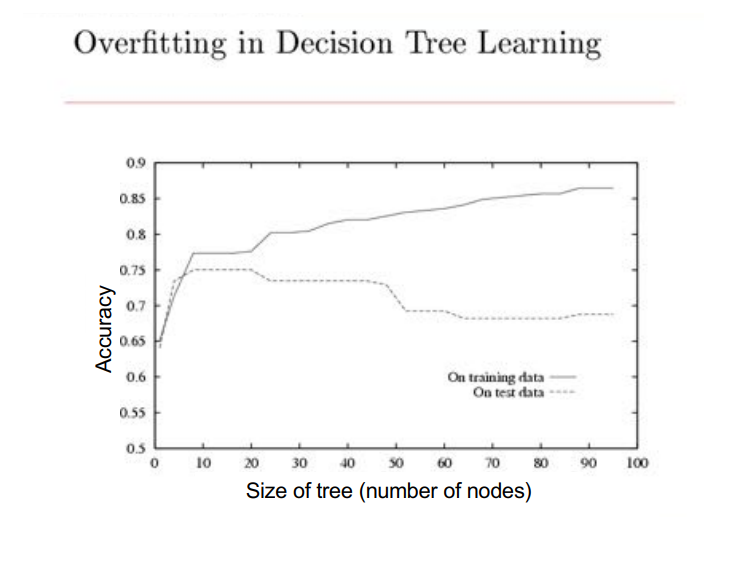 Overfitting in Decision Tree Learning
0.9
0.85
0.8
0.75
0.7
0.65
0.6
0.55
0.5
Accuracy
On training data
On test data
0 10 20 30 40 50 60 70 80 90 100
Size of tree (number of nodes)